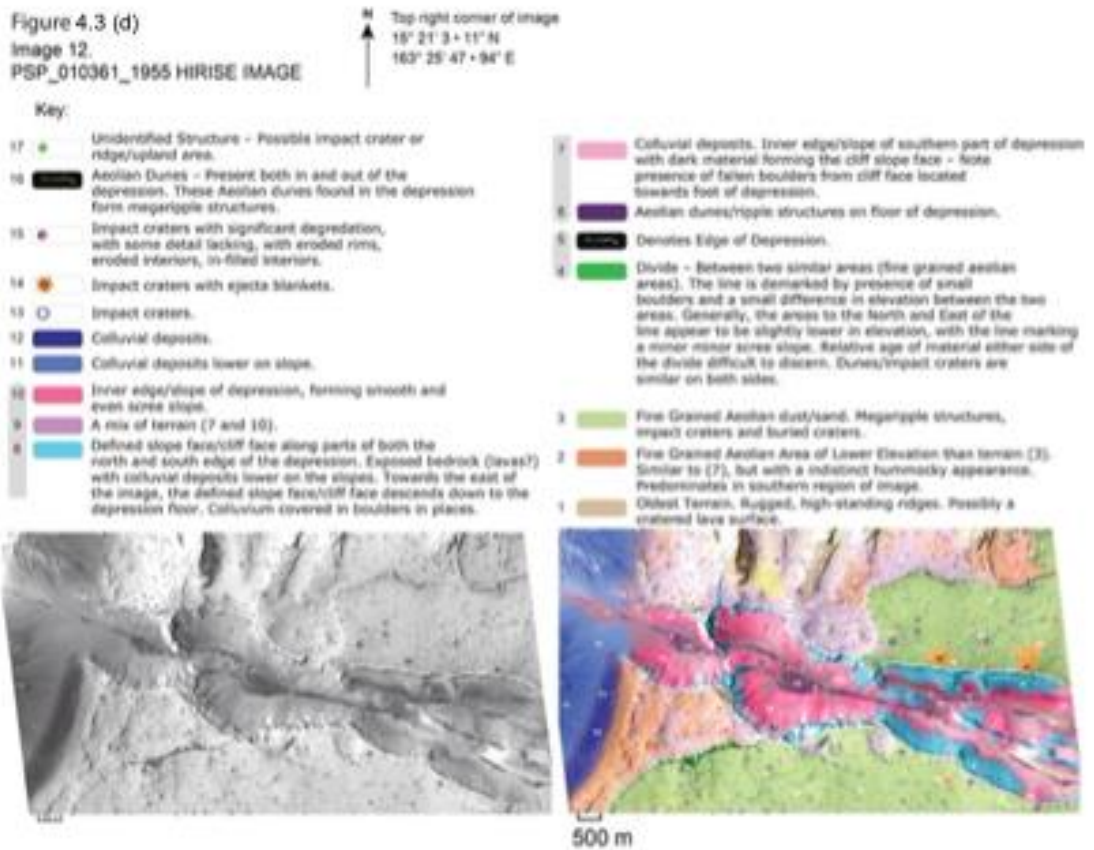 Figure 4.3 (d)
Image 12.
PSP_010361_1955 HIRISE IMAGE
N
Top right corner of image
15° 21' 3 • 11" N
163° 25' 47 • 94" E
Key:
17 Unidentified Structure – Possible impact crater or
ridge/upland area.
16 Aeolian Dunes – Present both in and out of the
depression. These Aeolian dunes found in the depression
form megaripple structures.
15 Impact craters with significant degredation,
with some detail lacking, with eroded rims,
eroded interiors, in-filled interiors.
14 Impact craters with ejecta blankets.
13 Impact craters.
12 Colluvial deposits.
11 Colluvial deposits lower on slope.
10 Inner edge/slope of depression, forming smooth and
even scree slope.
9 A mix of terrain (7 and 10).
8 Defined slope face/cliff face along parts of both the
north and south edge of the depression. Exposed bedrock (lavas?)
with colluvial deposits lower on the slopes. Towards the east of
the image, the defined slope face/cliff face descends down to the
depression floor. Colluvium covered in boulders in places.
7 Colluvial deposits. Inner edge/slope of southern part of depression
with dark material forming the cliff slope face – Note
presence of fallen boulders from cliff face located
towards foot of depression.
6 Aeolian dunes/ripple structures on floor of depression.
5 Denotes Edge of Depression.
4 Divide – Between two similar areas (fine grained aeolian
areas). The line is demarked by presence of small
boulders and a small difference in elevation between the two
areas. Generally, the areas to the North and East of the
line appear to be slightly lower in elevation, with the line marking
a minor minor scree slope. Relative age of material either side of
the divide difficult to discern. Dunes/impact craters are
similar on both sides.
3 Fine Grained Aeolian dust/sand. Megaripple structures,
impact craters and buried craters.
2 Fine Grained Aeolian Area of Lower Elevation than terrain (3).
Similar to (7), but with a indistinct hummocky appearance.
Predominates in southern region of image.
1 Oldest Terrain. Rugged, high-standing ridges. Possibly a
cratered lava surface.
500 m